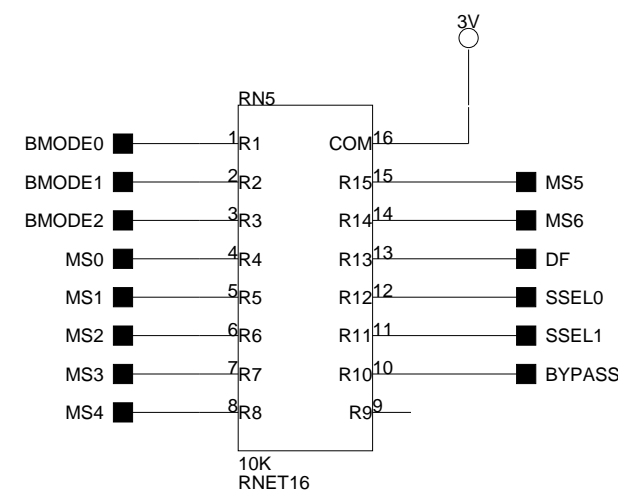 3V
RN5
BMODE0 1 R1 COM 16
BMODE1 2 R2 R15 15 MS5
BMODE2 3 R3 R14 14 MS6
MS0 4 R4 R13 13 DF
MS1 5 R5 R12 12 SSEL0
MS2 6 R6 R11 11 SSEL1
MS3 7 R7 R10 10 BYPASS
MS4 8 R8 R9 9
10K
RNET16